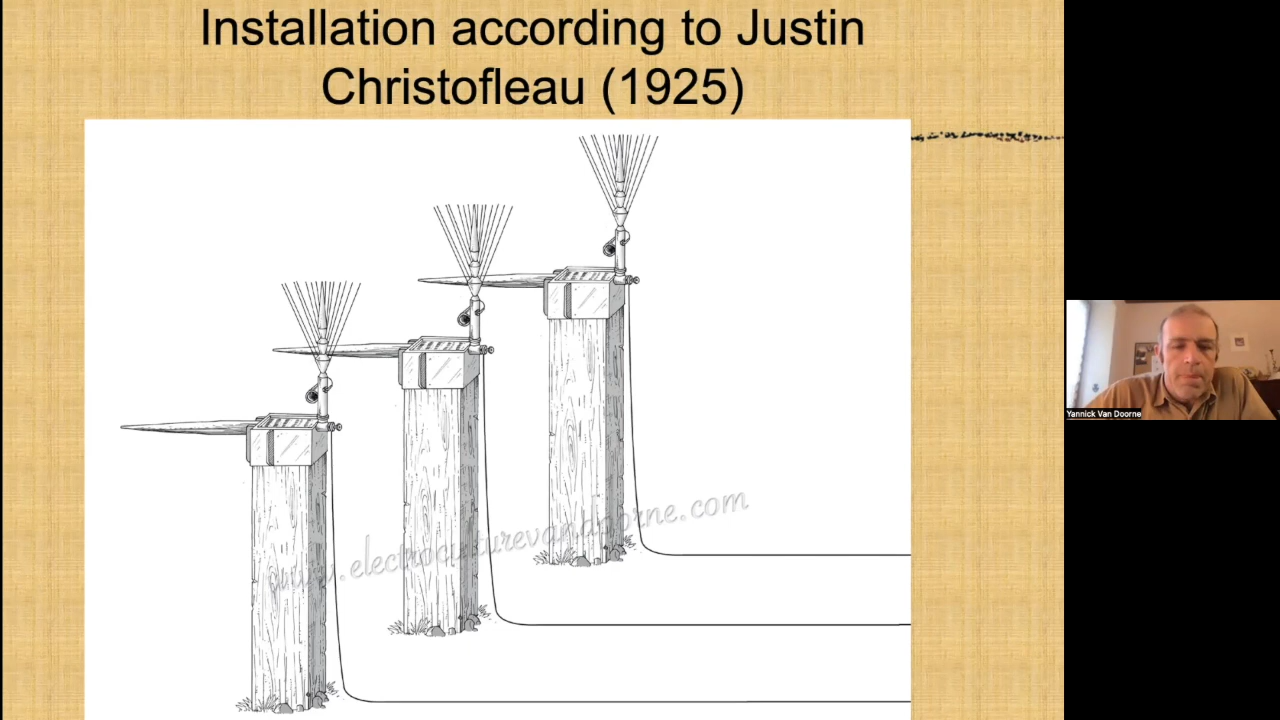 Installation according to Justin
Christofleau (1925)
www.electroculturevandoorne.com
Yannick Van Doorne